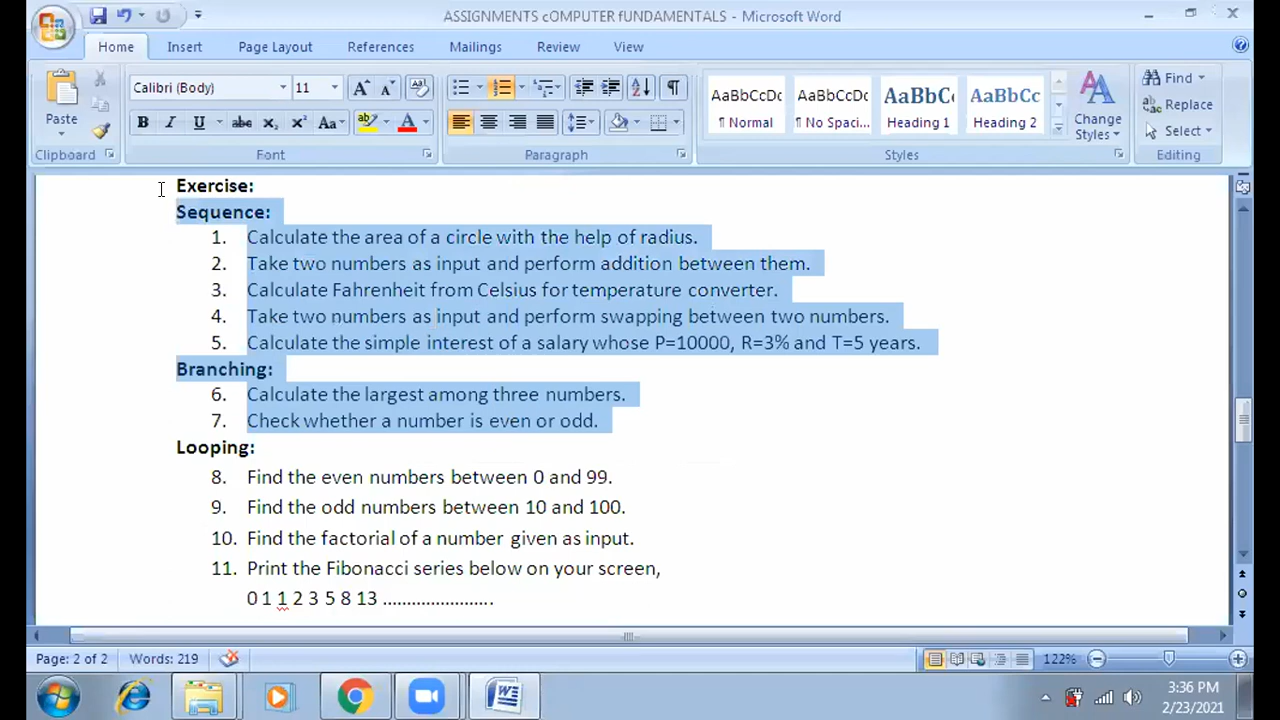 ASSIGNMENTS cOMPUTER fUNDAMENTALS - Microsoft Word
Home Insert Page Layout References Mailings Review View
Calibri (Body) 11
AaBbCcDc AaBbCcDc AaBbC AaBbCc
Paste
B I U abc X₂ X² Aa A
¶ Normal ¶ No Spaci... Heading 1 Heading 2
Change Styles
Find
Replace
Select
Clipboard Font Paragraph Styles Editing
Exercise:
Sequence:
1. Calculate the area of a circle with the help of radius.
2. Take two numbers as input and perform addition between them.
3. Calculate Fahrenheit from Celsius for temperature converter.
4. Take two numbers as input and perform swapping between two numbers.
5. Calculate the simple interest of a salary whose P=10000, R=3% and T=5 years.
Branching:
6. Calculate the largest among three numbers.
7. Check whether a number is even or odd.
Looping:
8. Find the even numbers between 0 and 99.
9. Find the odd numbers between 10 and 100.
10. Find the factorial of a number given as input.
11. Print the Fibonacci series below on your screen,
0 1 1 2 3 5 8 13 .......................
Page: 2 of 2 Words: 219 122%
3:36 PM
2/23/2021